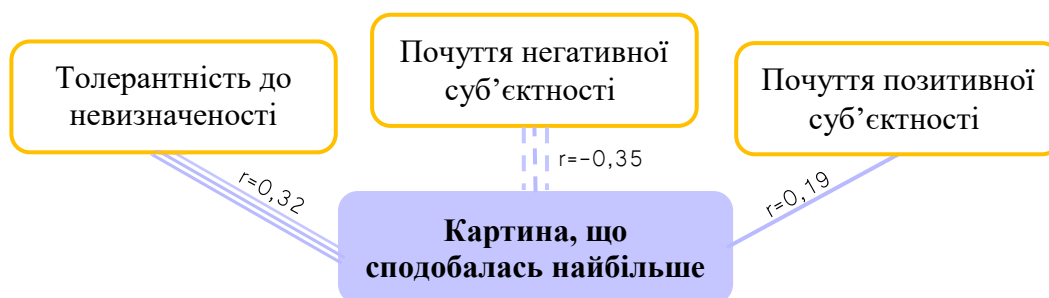 Толерантність до
невизначеності
Почуття негативної
суб’єктності
Почуття позитивної
суб’єктності
r=0,32
r=−0,35
r=0,19
Картина, що
сподобалась найбільше